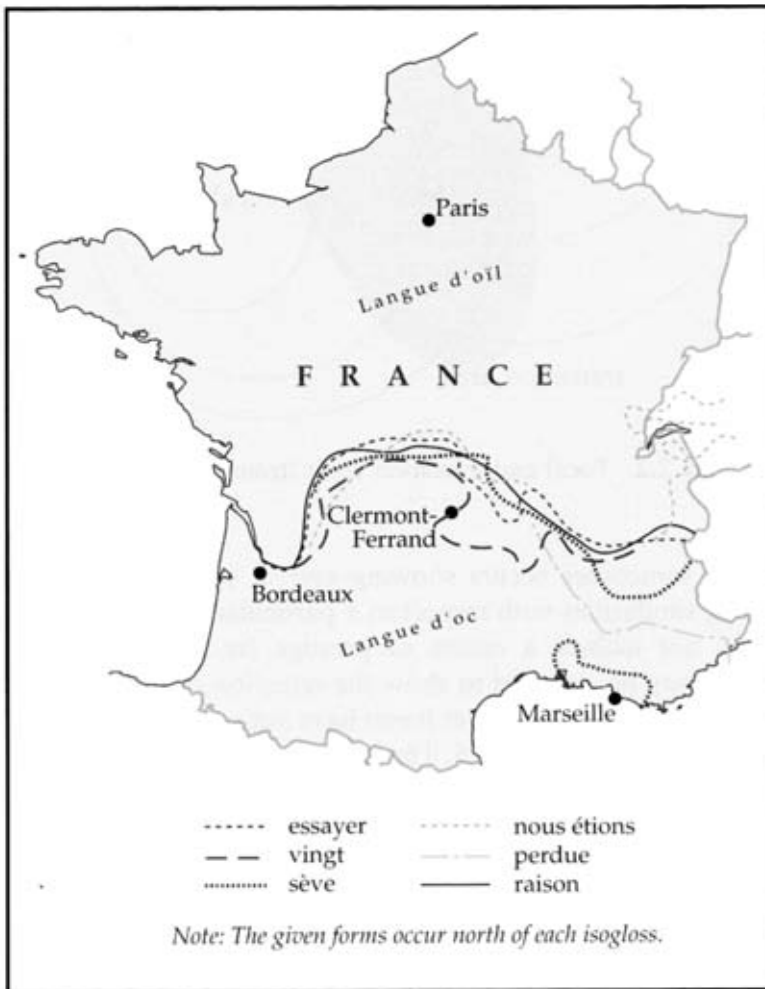 Paris
Langue d'oïl
FRANCE
Clermont-
Ferrand
Bordeaux
Langue d'oc
Marseille
essayer nous étions
vingt perdue
sève raison
Note: The given forms occur north of each isogloss.